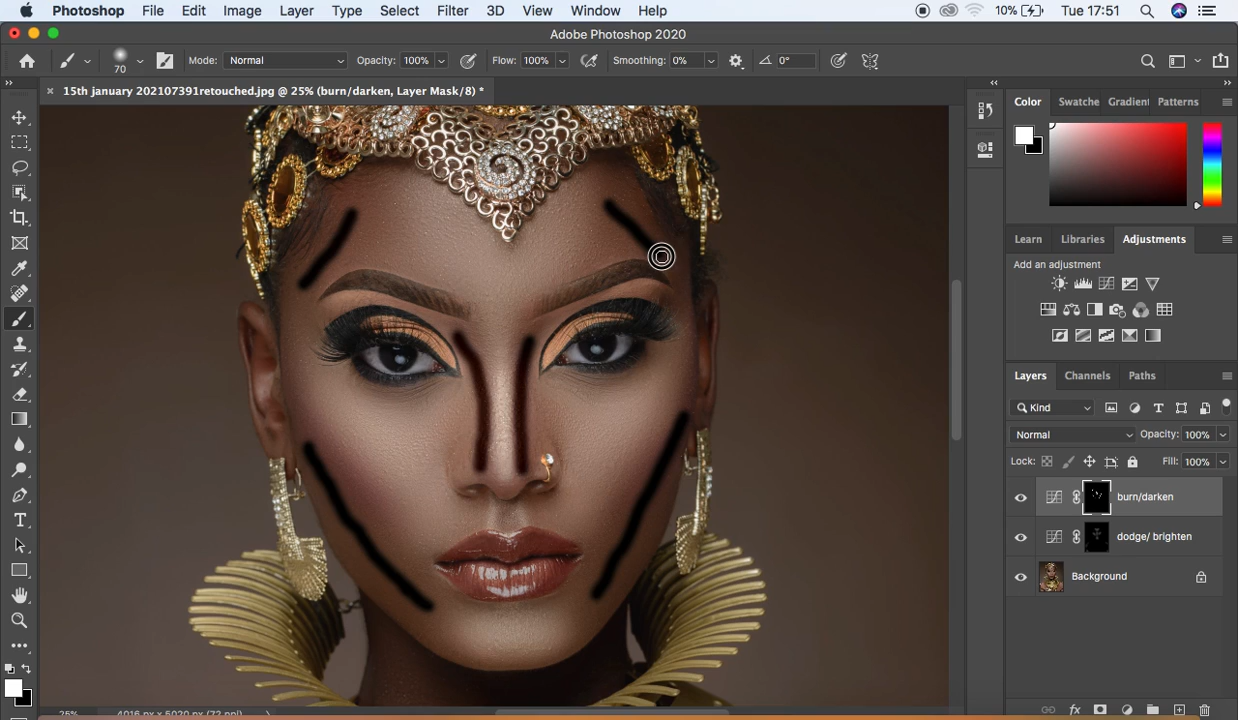 Photoshop File Edit Image Layer Type Select Filter 3D View Window Help 10% Tue 17:51
Adobe Photoshop 2020
70 Mode: Normal Opacity: 100% Flow: 100% Smoothing: 0% 0°
15th january 202107391retouched.jpg @ 25% (burn/darken, Layer Mask/8) *
Color Swatche Gradien Patterns
Learn Libraries Adjustments
Add an adjustment
Layers Channels Paths
Kind
Normal Opacity: 100%
Lock: Fill: 100%
burn/darken
dodge/ brighten
Background
25% 4016 px x 5020 px (72 ppi)